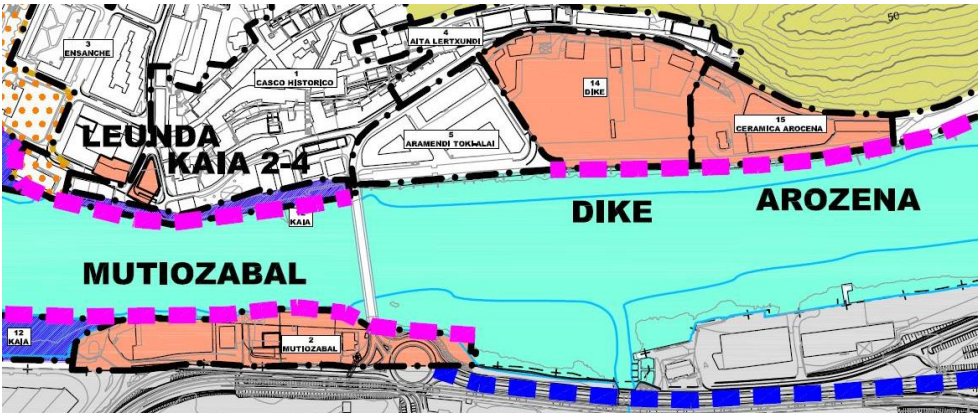 3
ENSANCHE
1
CASCO HISTORICO
4
AITA LERTXUNDI
14
DIKE
50
5
ARAMENDI TOKI-ALAI
15
CERAMICA AROCENA
LEUNDA
KAIA 2-4
KAIA
DIKE
AROZENA
MUTIOZABAL
12
KAIA
2
MUTIOZABAL